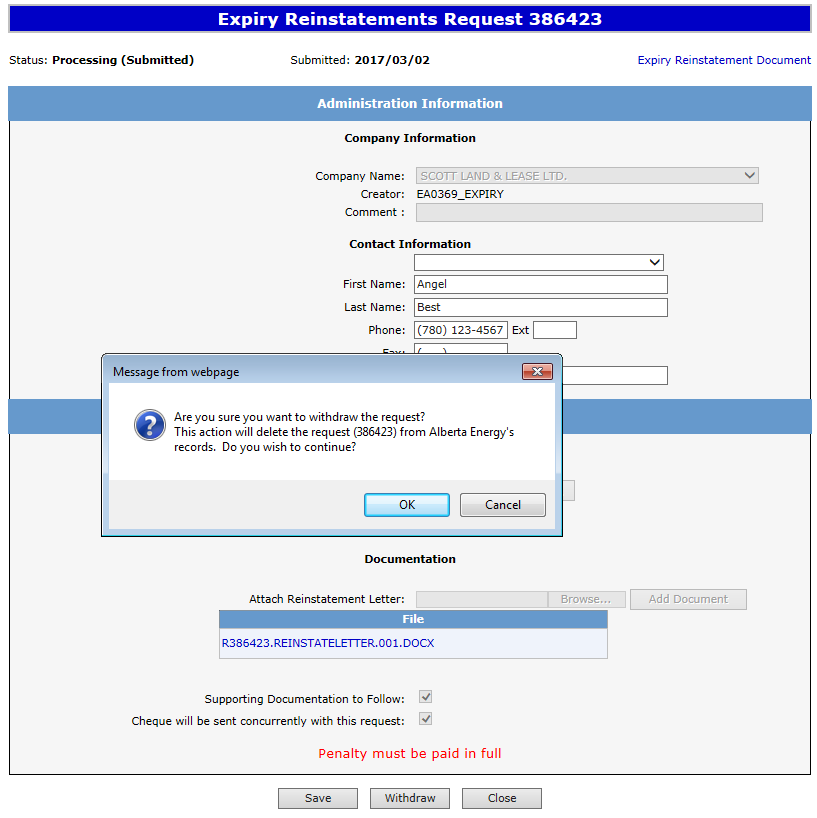 Expiry Reinstatements Request 386423
Status: Processing (Submitted) Submitted: 2017/03/02 Expiry Reinstatement Document
Administration Information
Company Information
Company Name: SCOTT LAND & LEASE LTD.
Creator: EA0369_EXPIRY
Comment :
Contact Information
First Name: Angel
Last Name: Best
Phone: (780) 123-4567 Ext
Fax: (___)
Message from webpage
Are you sure you want to withdraw the request?
This action will delete the request (386423) from Alberta Energy's
records. Do you wish to continue?
OK Cancel
Documentation
Attach Reinstatement Letter: Browse... Add Document
File
R386423.REINSTATELETTER.001.DOCX
Supporting Documentation to Follow:
Cheque will be sent concurrently with this request:
Penalty must be paid in full
Save Withdraw Close